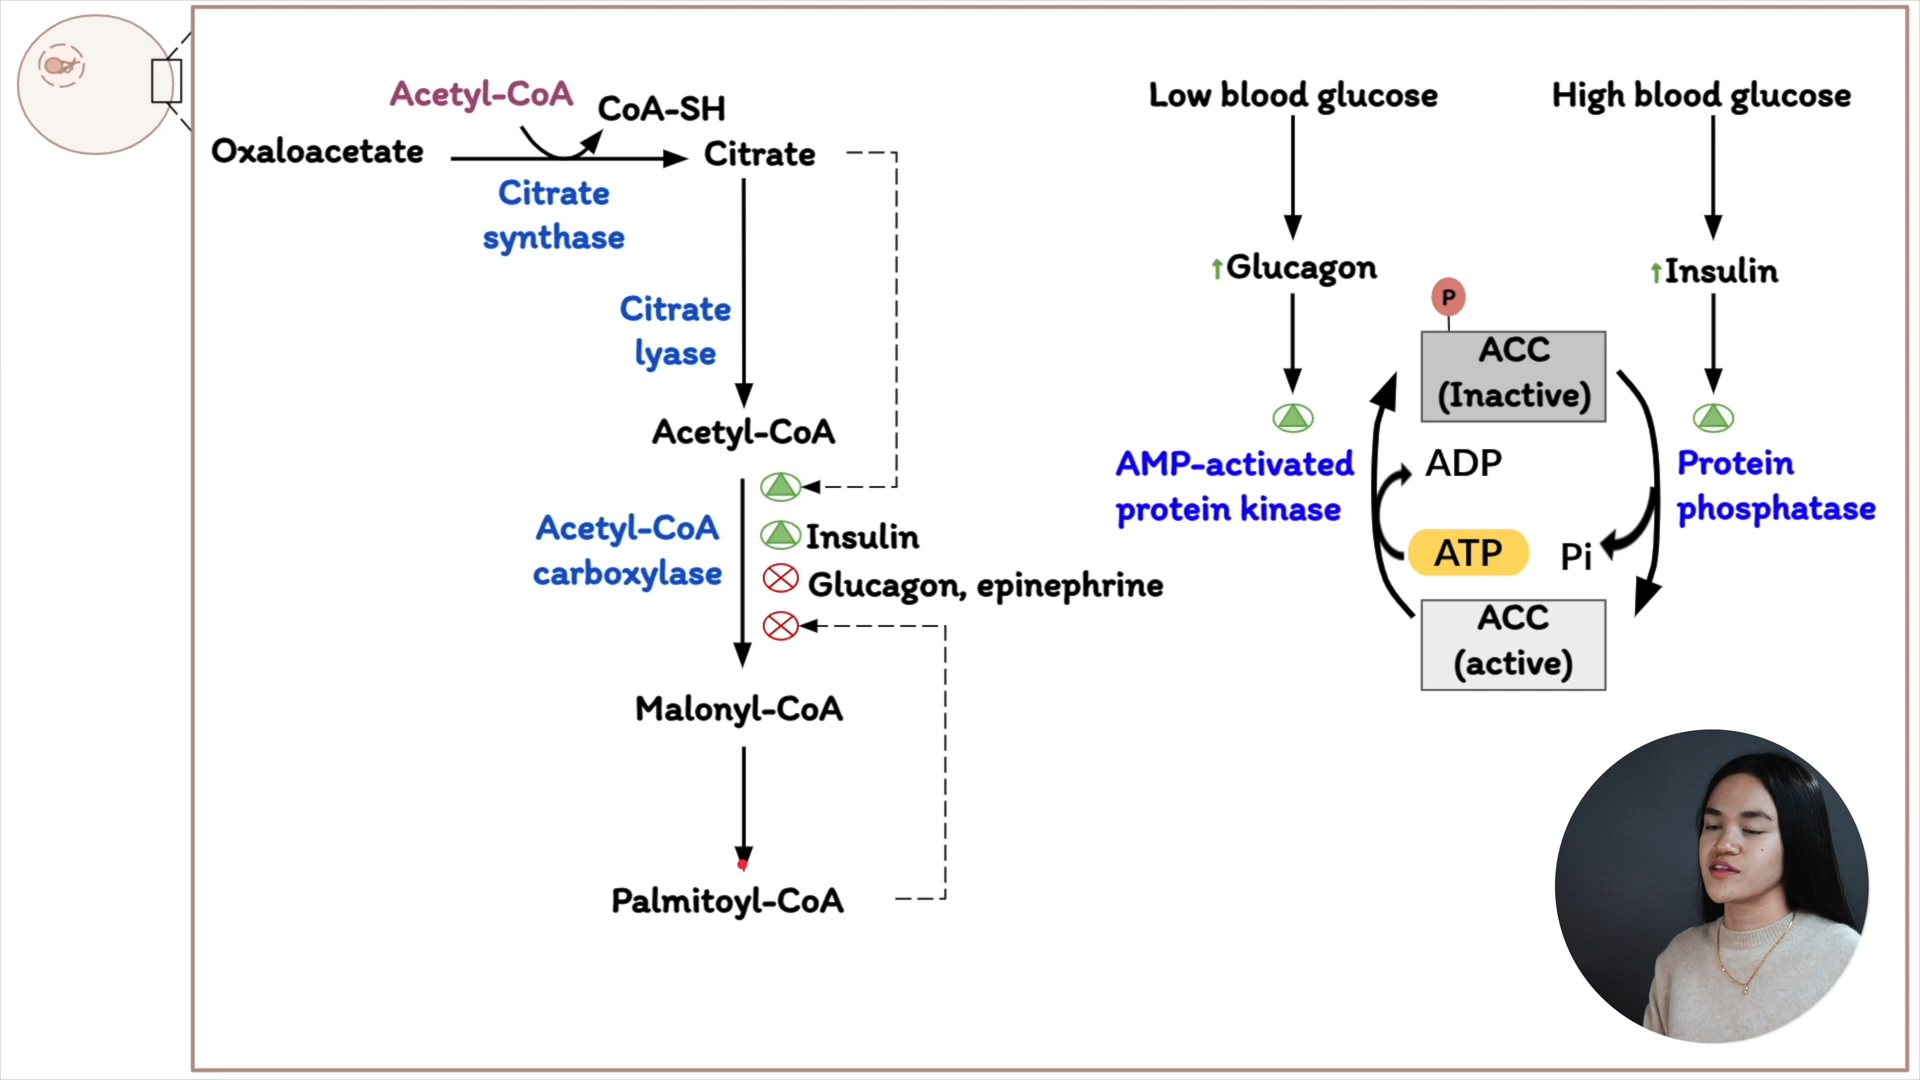 Acetyl-CoA
CoA-SH
Oxaloacetate
Citrate
Citrate
synthase
Citrate
lyase
Acetyl-CoA
Acetyl-CoA
carboxylase
Insulin
Glucagon, epinephrine
Malonyl-CoA
Palmitoyl-CoA
Low blood glucose
↑Glucagon
AMP-activated
protein kinase
High blood glucose
↑Insulin
Protein
phosphatase
P
ACC
(Inactive)
ADP
ATP
Pi
ACC
(active)